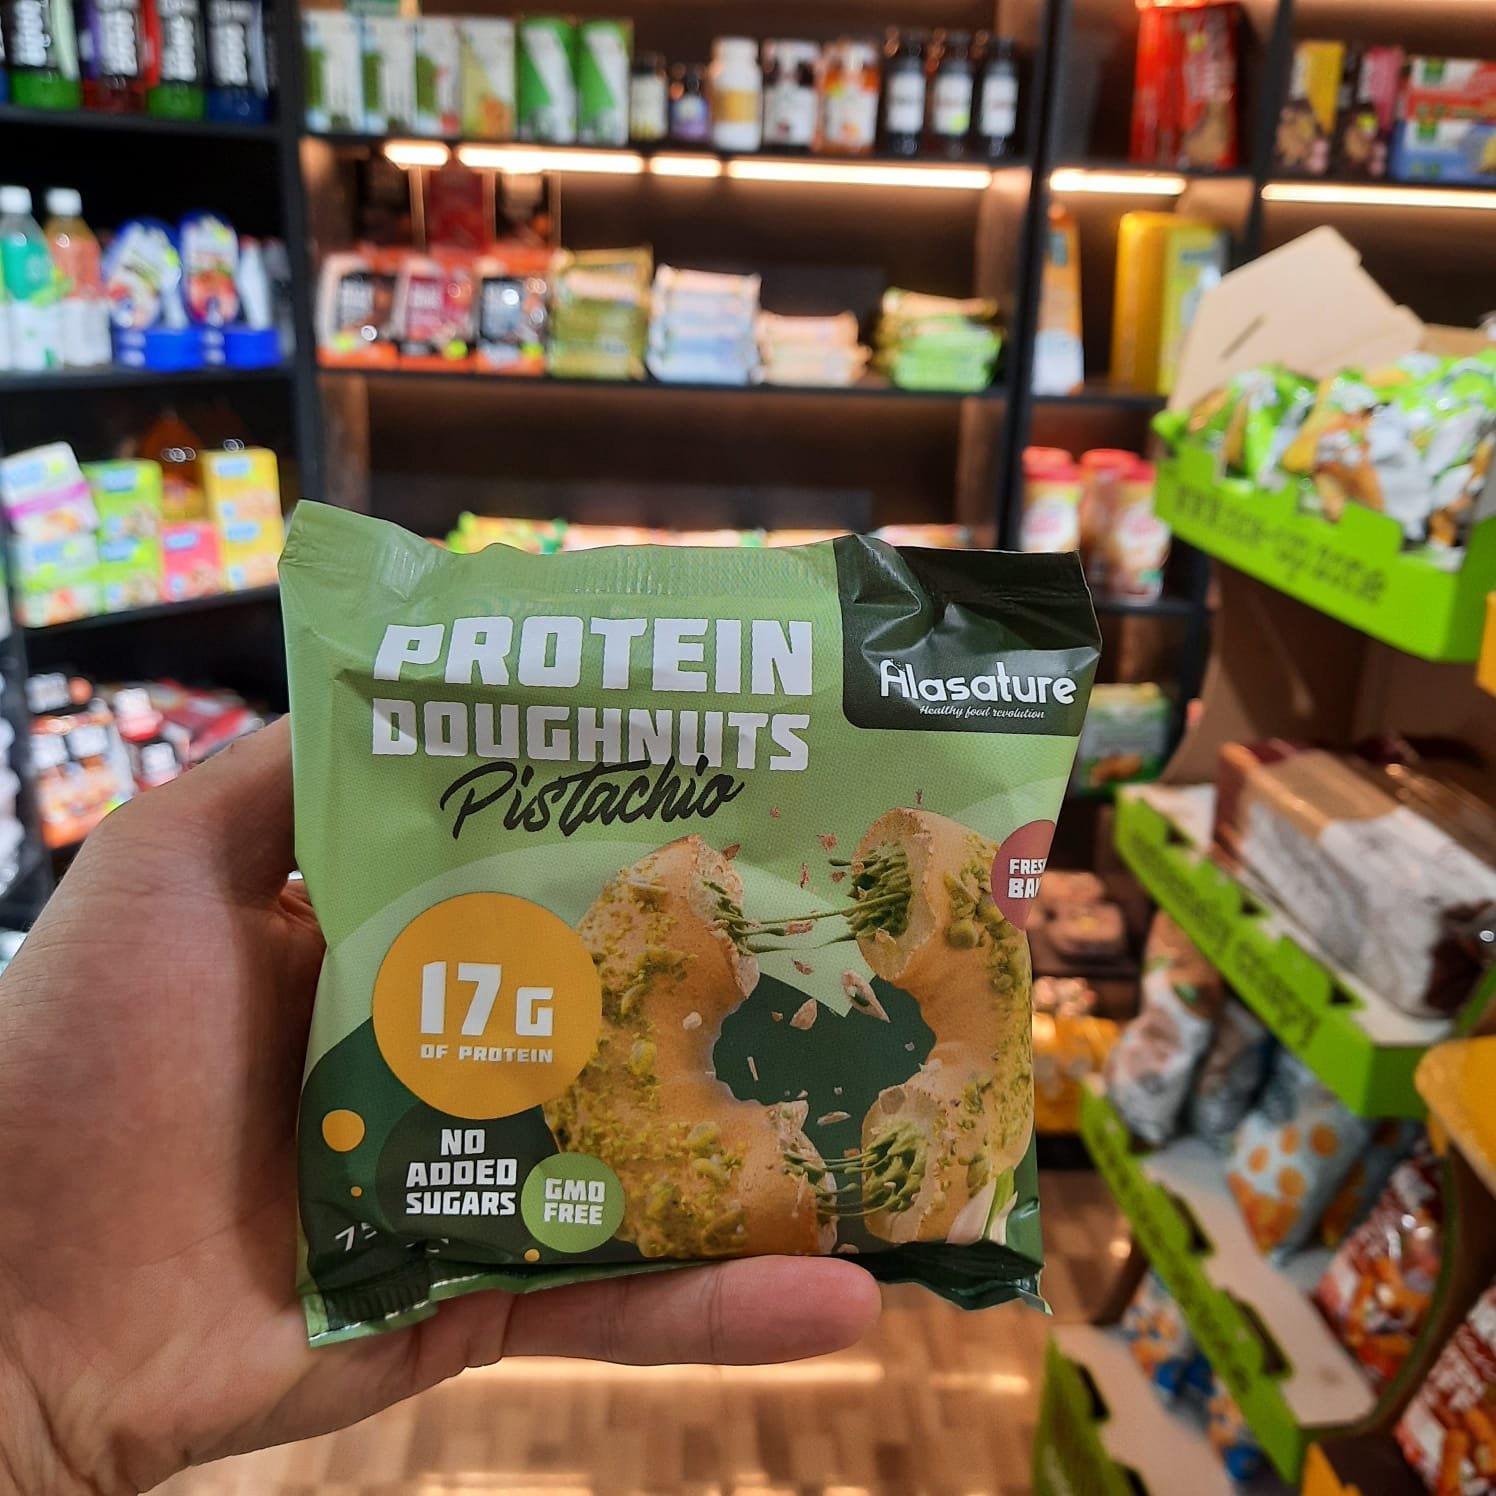 PROTEIN
DOUGHNUTS
Pistachio
Alasature
Healthy food revolution
17G
OF PROTEIN
NO
ADDED
SUGARS
GMO
FREE